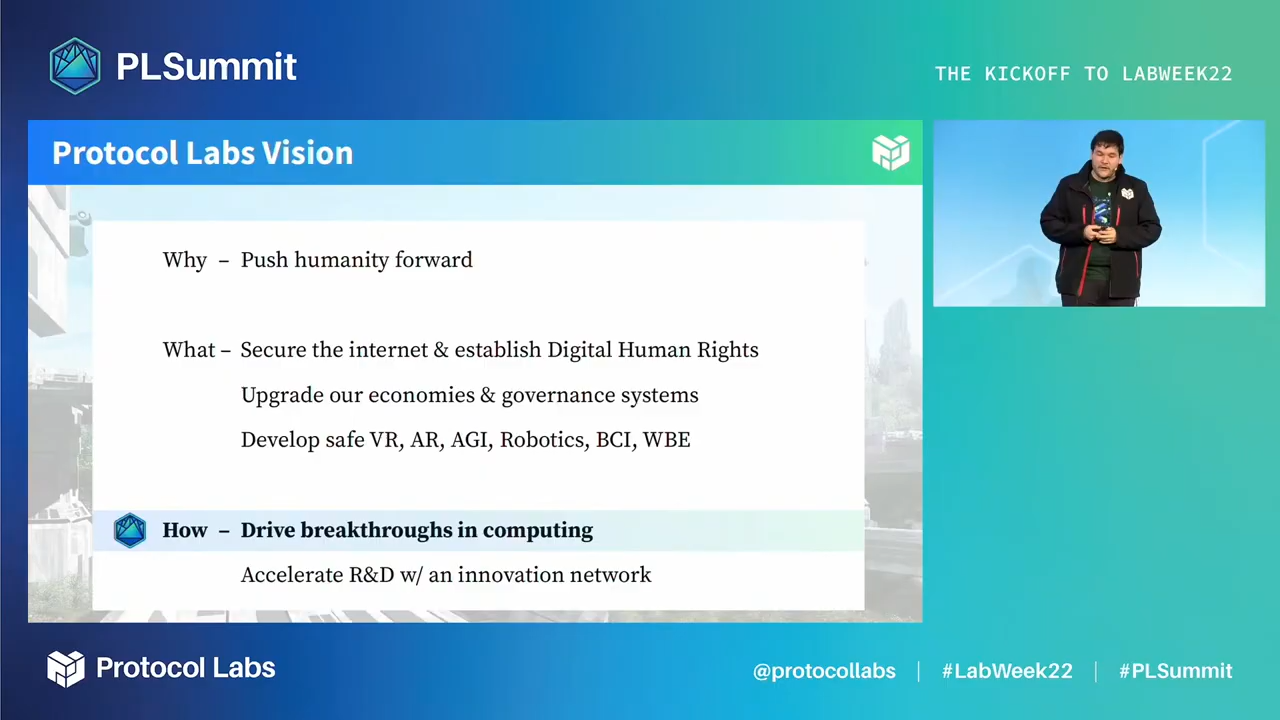 PLSummit
THE KICKOFF TO LABWEEK22
Protocol Labs Vision
Why – Push humanity forward
What – Secure the internet & establish Digital Human Rights
Upgrade our economies & governance systems
Develop safe VR, AR, AGI, Robotics, BCI, WBE
How – Drive breakthroughs in computing
Accelerate R&D w/ an innovation network
Protocol Labs
@protocollabs | #LabWeek22 | #PLSummit